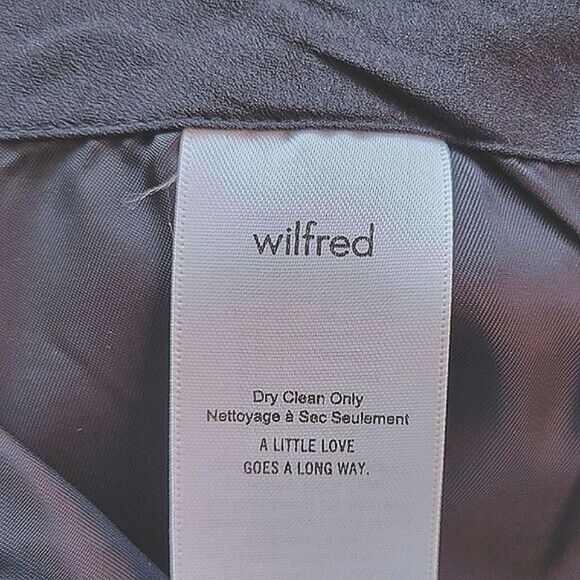 wilfred
Dry Clean Only
Nettoyage à Sec Seulement
A LITTLE LOVE
GOES A LONG WAY.